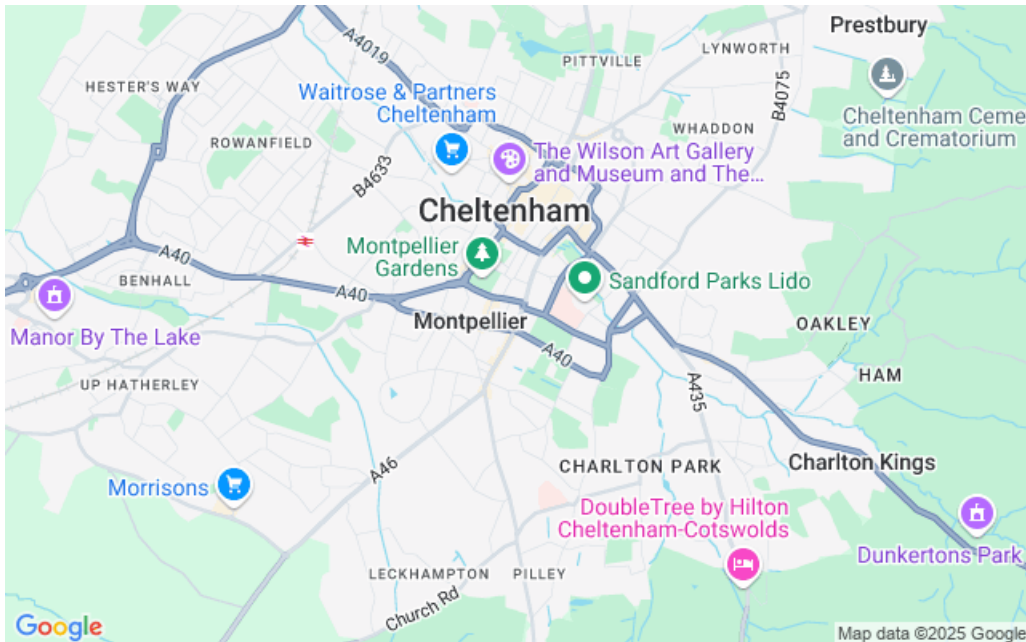 Prestbury
A4019
LYNWORTH
PITTVILLE
HESTER'S WAY
Waitrose & Partners
Cheltenham
B4075
Cheltenham Ceme
and Crematorium
WHADDON
ROWANFIELD
The Wilson Art Gallery
and Museum and The…
B4633
Cheltenham
Montpellier
Gardens
A40
BENHALL
Sandford Parks Lido
A40
Manor By The Lake
Montpellier
OAKLEY
A40
UP HATHERLEY
HAM
A435
A46
CHARLTON PARK
Charlton Kings
Morrisons
DoubleTree by Hilton
Cheltenham-Cotswolds
Dunkertons Park
LECKHAMPTON
PILLEY
Church Rd
Google
Map data ©2025 Google